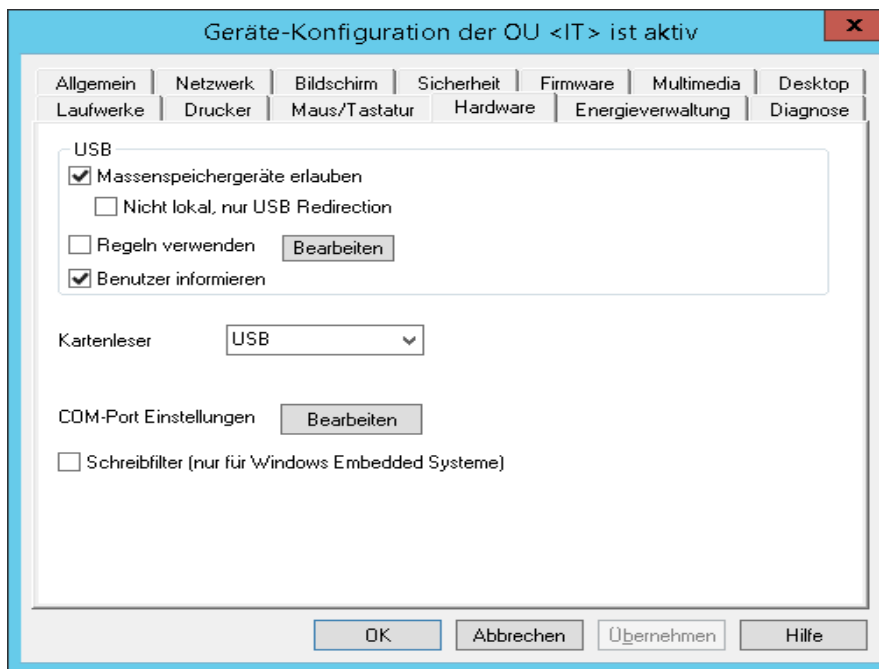 Geräte-Konfiguration der OU <IT> ist aktiv
x
Allgemein Netzwerk Bildschirm Sicherheit Firmware Multimedia Desktop
Laufwerke Drucker Maus/Tastatur Hardware Energieverwaltung Diagnose
USB
Massenspeichergeräte erlauben
Nicht lokal, nur USB Redirection
Regeln verwenden Bearbeiten
Benutzer informieren
Kartenleser USB
COM-Port Einstellungen Bearbeiten
Schreibfilter (nur für Windows Embedded Systeme)
OK Abbrechen Übernehmen Hilfe